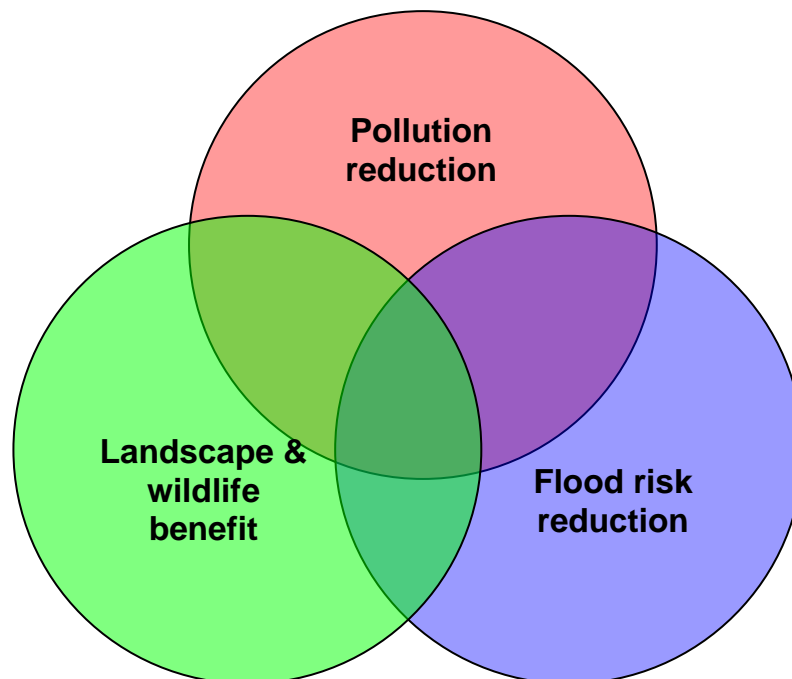 Pollution
reduction
Landscape &
wildlife
benefit
Flood risk
reduction